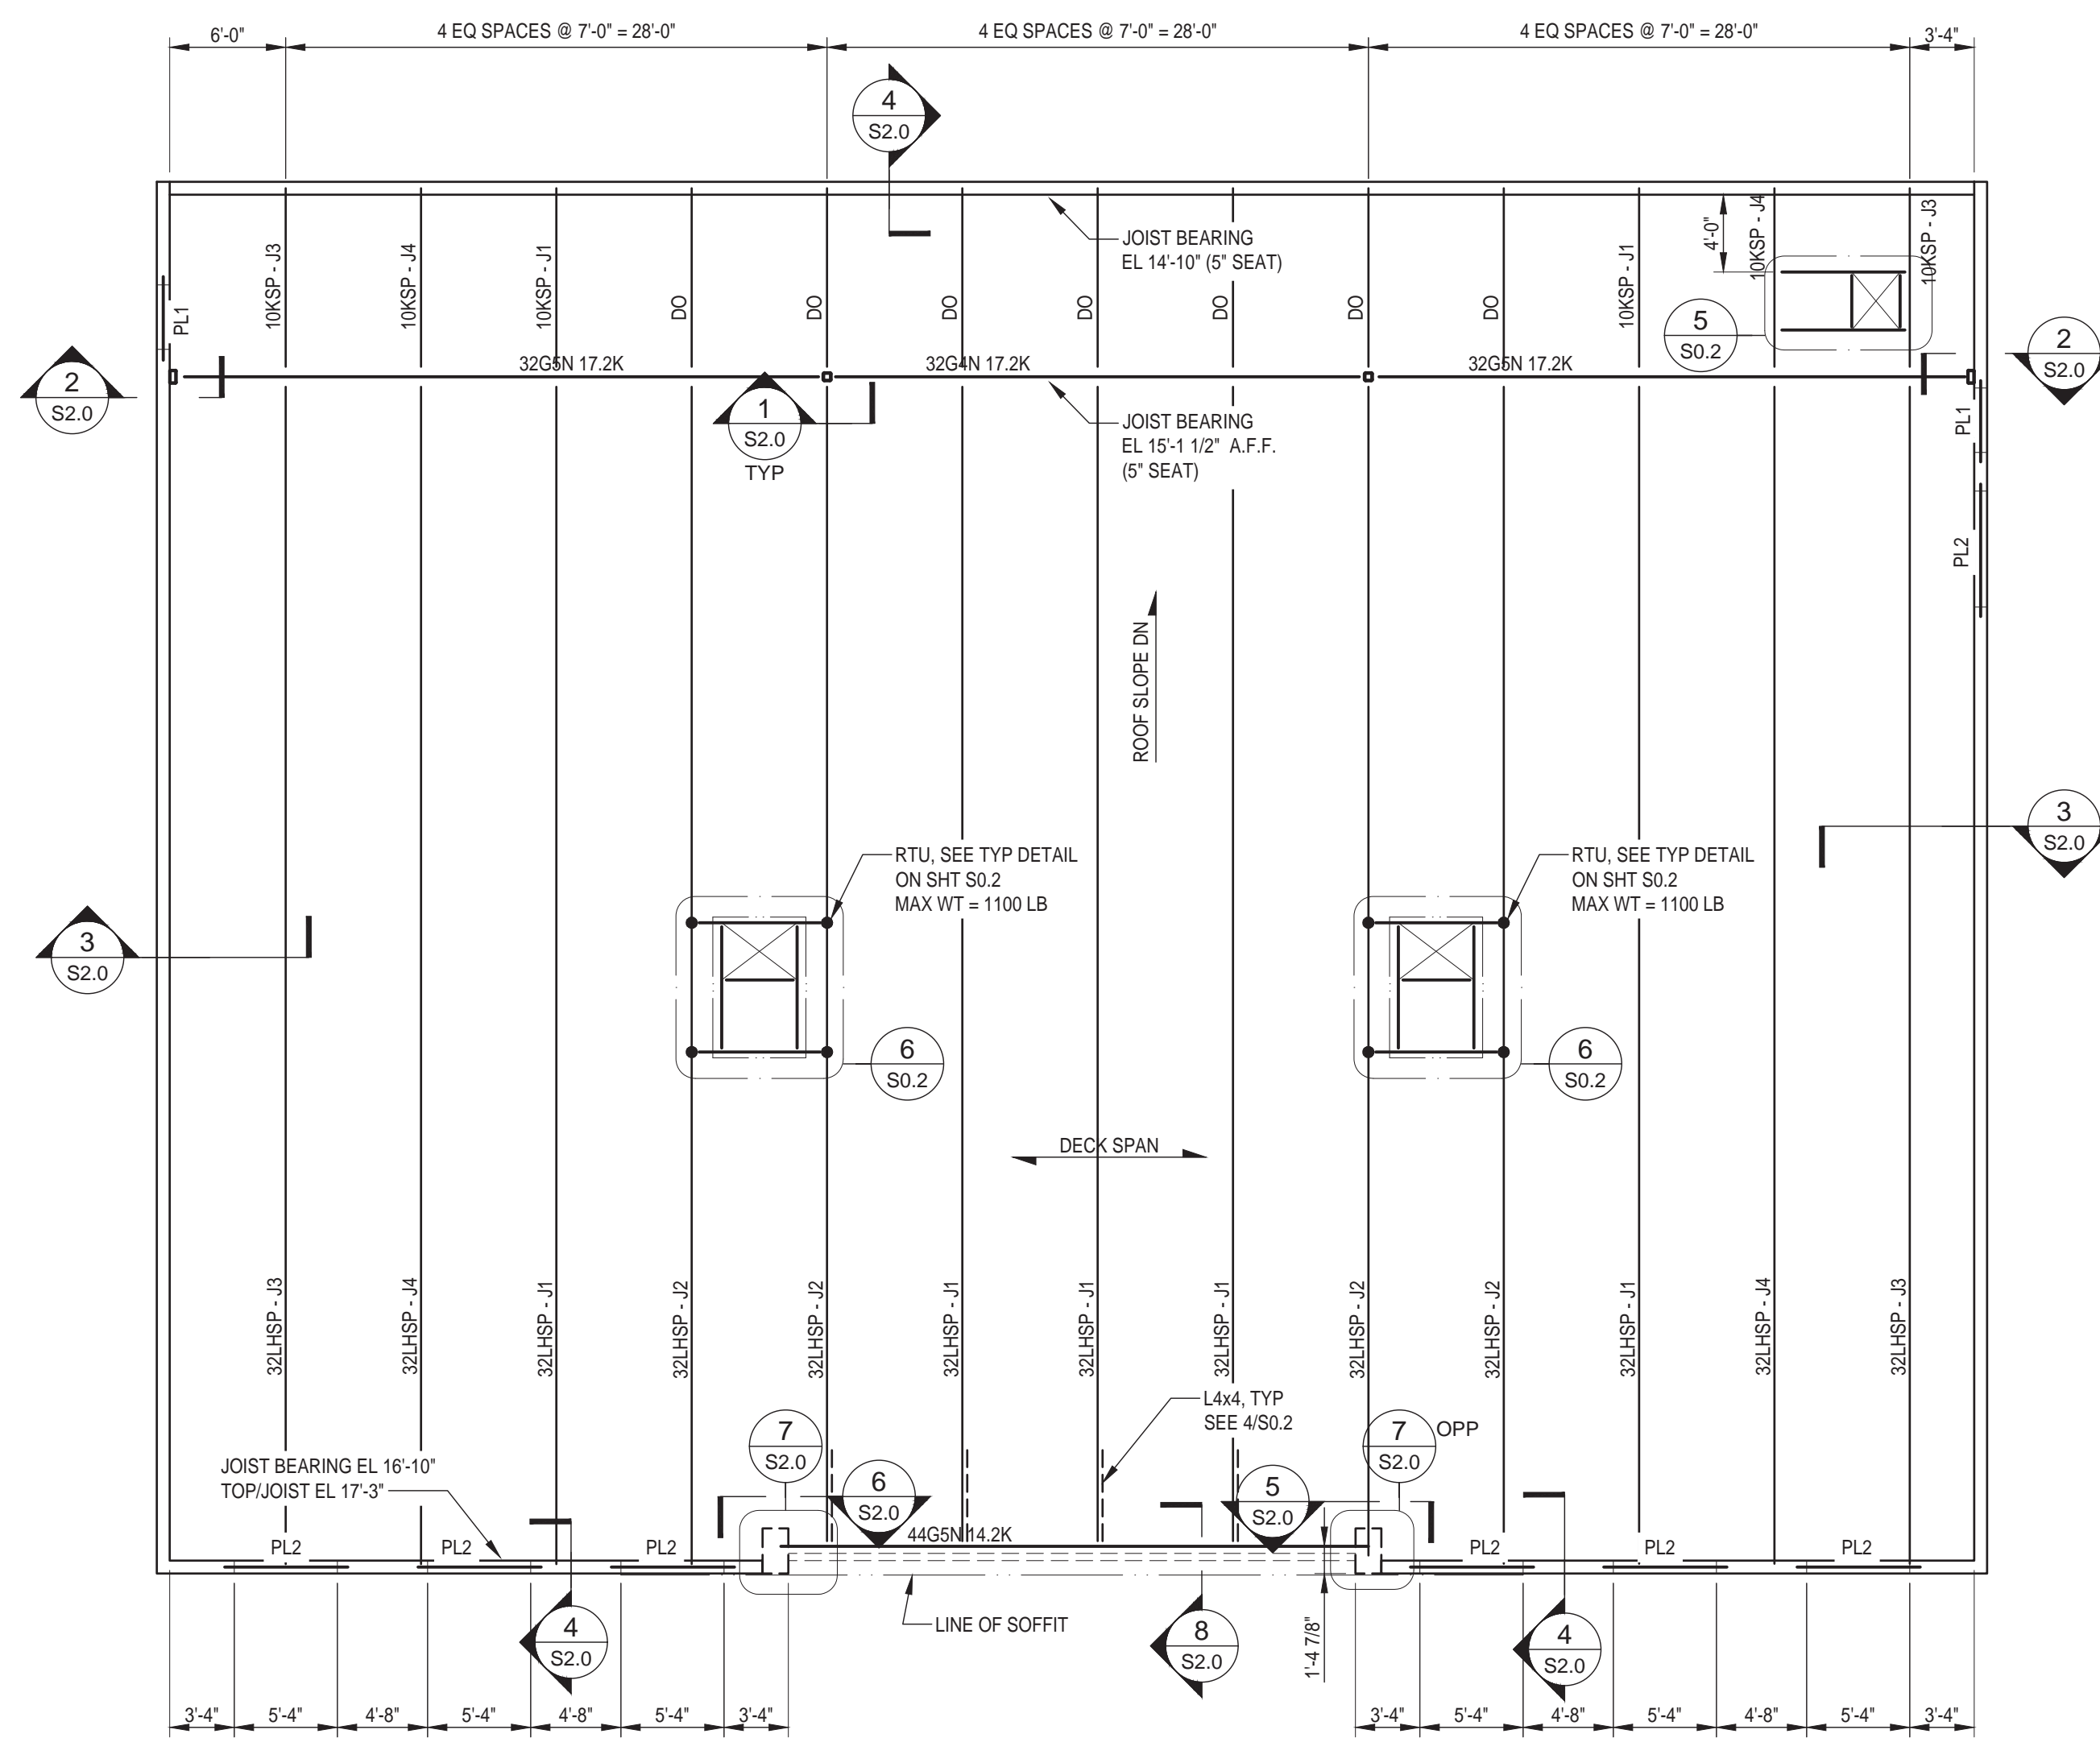 6'-0"
4 EQ SPACES @ 7'-0" = 28'-0"
4 EQ SPACES @ 7'-0" = 28'-0"
4 EQ SPACES @ 7'-0" = 28'-0"
3'-4"
4
S2.0
JOIST BEARING
EL 14'-10" (5" SEAT)
4'-0"
10KSP - J3
10KSP - J4
10KSP - J1
DO
DO
DO
DO
DO
DO
DO
10KSP - J1
10KSP - J4
10KSP - J3
PL1
5
S0.2
2
S2.0
32G5N 17.2K
32G4N 17.2K
32G5N 17.2K
2
S2.0
1
S2.0
TYP
JOIST BEARING
EL 15'-1 1/2" A.F.F.
(5" SEAT)
PL1
PL2
ROOF SLOPE DN
3
S2.0
RTU, SEE TYP DETAIL
ON SHT S0.2
MAX WT = 1100 LB
RTU, SEE TYP DETAIL
ON SHT S0.2
MAX WT = 1100 LB
3
S2.0
6
S0.2
6
S0.2
DECK SPAN
32LHSP - J3
32LHSP - J4
32LHSP - J1
32LHSP - J2
32LHSP - J2
32LHSP - J1
32LHSP - J1
32LHSP - J1
32LHSP - J2
32LHSP - J2
32LHSP - J1
32LHSP - J4
32LHSP - J3
L4x4, TYP
SEE 4/S0.2
7
S2.0
7
S2.0
OPP
JOIST BEARING EL 16'-10"
TOP/JOIST EL 17'-3"
6
S2.0
5
S2.0
44G5N 14.2K
PL2
PL2
PL2
PL2
PL2
PL2
LINE OF SOFFIT
1'-4 7/8"
4
S2.0
8
S2.0
4
S2.0
3'-4"
5'-4"
4'-8"
5'-4"
4'-8"
5'-4"
3'-4"
3'-4"
5'-4"
4'-8"
5'-4"
4'-8"
5'-4"
3'-4"